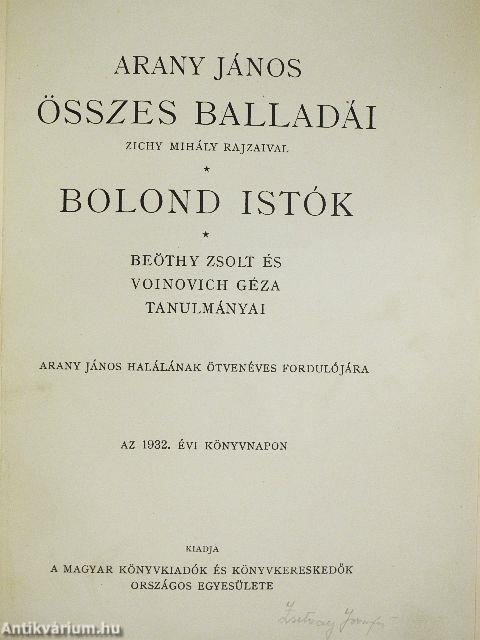 ARANY JÁNOS
ÖSSZES BALLADÁI
ZICHY MIHÁLY RAJZAIVAL
★
BOLOND ISTÓK
★
BEÖTHY ZSOLT ÉS
VOINOVICH GÉZA
TANULMÁNYAI
ARANY JÁNOS HALÁLÁNAK ÖTVENÉVES FORDULÓJÁRA
AZ 1932. ÉVI KÖNYVNAPON
KIADJA
A MAGYAR KÖNYVKIADÓK ÉS KÖNYVKERESKEDŐK
ORSZÁGOS EGYESÜLETE
Antikvárium.hu